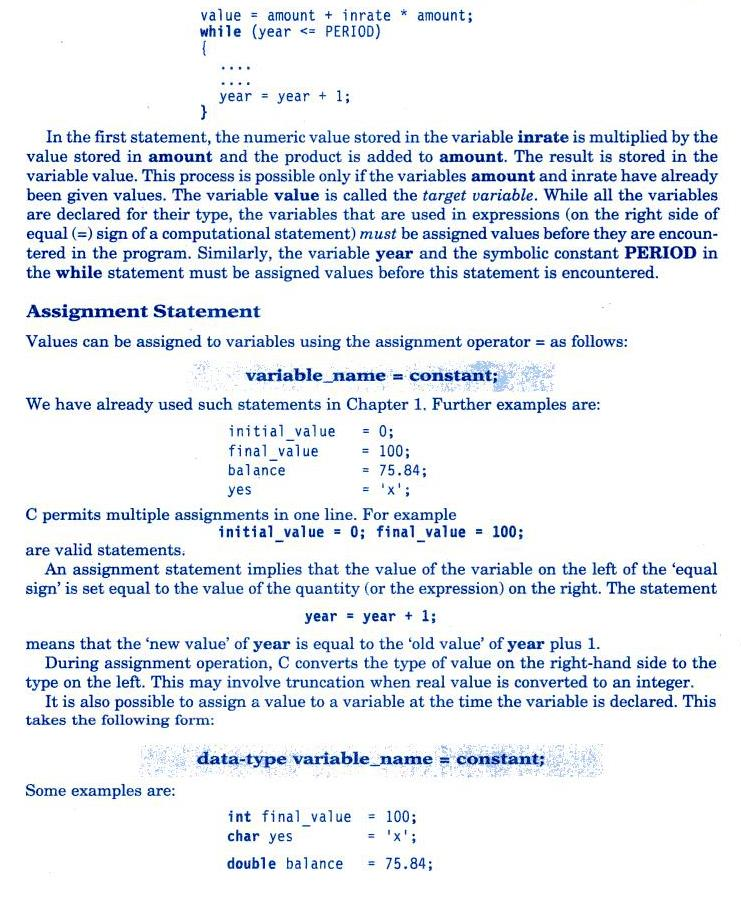 value = amount + inrate * amount;
while (year <= PERIOD)
{
....
....
year = year + 1;
}
In the first statement, the numeric value stored in the variable inrate is multiplied by the
value stored in amount and the product is added to amount. The result is stored in the
variable value. This process is possible only if the variables amount and inrate have already
been given values. The variable value is called the target variable. While all the variables
are declared for their type, the variables that are used in expressions (on the right side of
equal (=) sign of a computational statement) must be assigned values before they are encoun-
tered in the program. Similarly, the variable year and the symbolic constant PERIOD in
the while statement must be assigned values before this statement is encountered.
Assignment Statement
Values can be assigned to variables using the assignment operator = as follows:
variable_name = constant;
We have already used such statements in Chapter 1. Further examples are:
initial_value = 0;
final_value = 100;
balance = 75.84;
yes = 'x';
C permits multiple assignments in one line. For example
initial_value = 0; final_value = 100;
are valid statements.
An assignment statement implies that the value of the variable on the left of the ‘equal
sign’ is set equal to the value of the quantity (or the expression) on the right. The statement
year = year + 1;
means that the ‘new value’ of year is equal to the ‘old value’ of year plus 1.
During assignment operation, C converts the type of value on the right-hand side to the
type on the left. This may involve truncation when real value is converted to an integer.
It is also possible to assign a value to a variable at the time the variable is declared. This
takes the following form:
data-type variable_name = constant;
Some examples are:
int final_value = 100;
char yes = 'x';
double balance = 75.84;